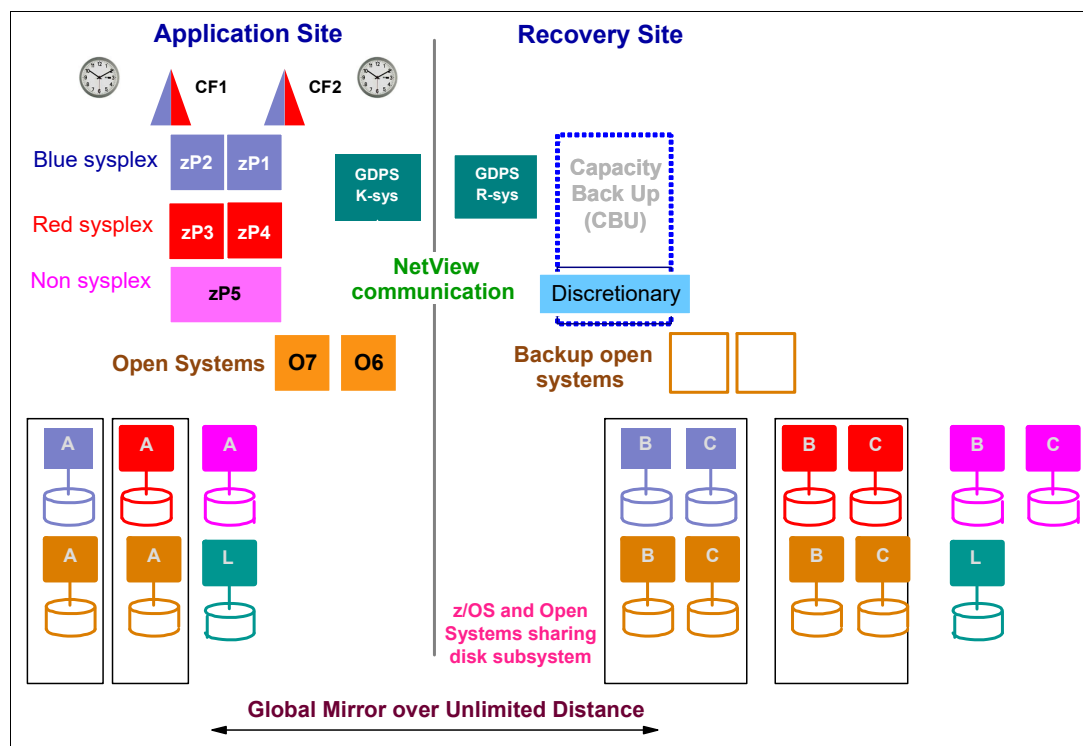 Application Site
Recovery Site
CF1
CF2
Blue sysplex
zP2
zP1
GDPS
K-sys
GDPS
R-sys
Capacity
Back Up
(CBU)
Red sysplex
zP3
zP4
Non sysplex
zP5
NetView
communication
Discretionary
Open Systems
O7
O6
Backup open
systems
A
A
A
B
C
B
C
B
C
A
A
L
B
C
B
C
L
z/OS and Open
Systems sharing
disk subsystem
Global Mirror over Unlimited Distance